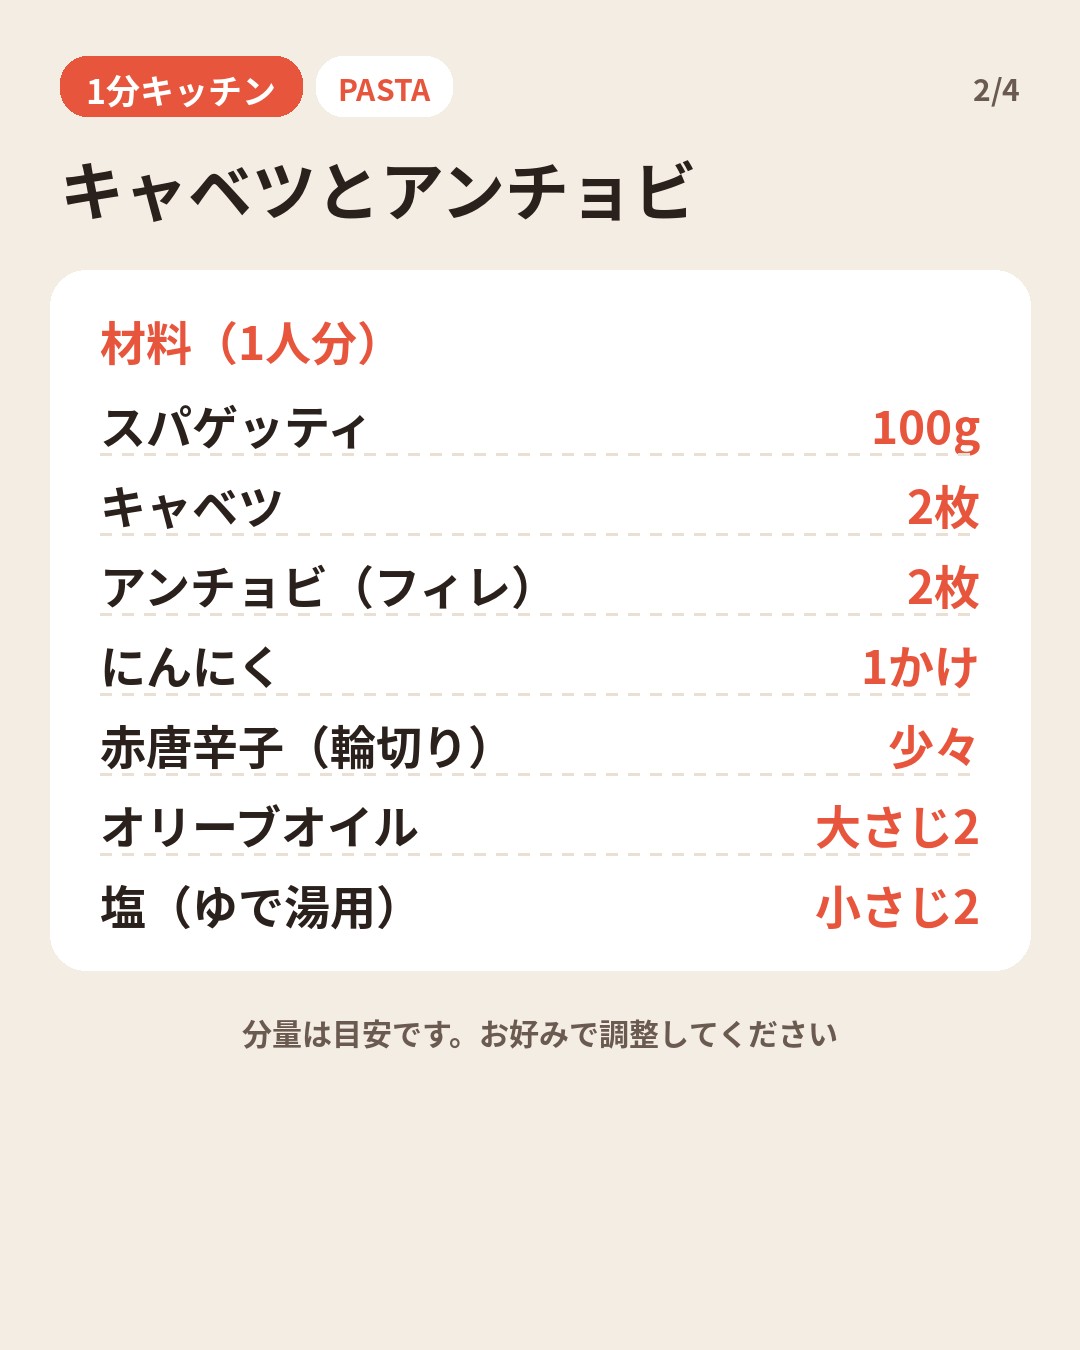 1分キッチン PASTA 2/4
キャベツとアンチョビ
材料（1人分）
スパゲッティ 100g
キャベツ 2枚
アンチョビ（フィレ） 2枚
にんにく 1かけ
赤唐辛子（輪切り） 少々
オリーブオイル 大さじ2
塩（ゆで湯用） 小さじ2
分量は目安です。お好みで調整してください